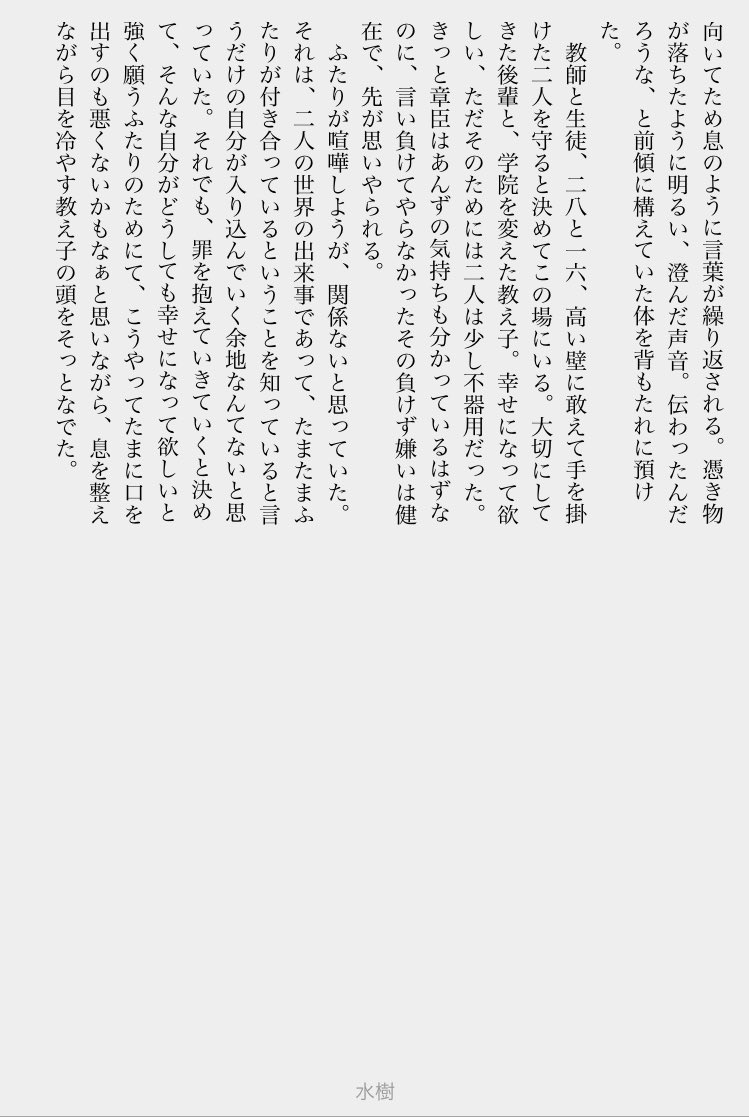 向いてため息のように言葉が繰り返される。憑き物
が落ちたように明るい、澄んだ声音。伝わったんだ
ろうな、と前傾に構えていた体を背もたれに預け
た。
　教師と生徒、二八と一六、高い壁に敢えて手を掛
けた二人を守ると決めてこの場にいる。大切にして
きた後輩と、学院を変えた教え子。幸せになって欲
しい、ただそのためには二人は少し不器用だった。
きっと章臣はあんずの気持ちも分かっているはずな
のに、言い負けてやらなかったその負けず嫌いは健
在で、先が思いやられる。
　ふたりが喧嘩しようが、関係ないと思っていた。
それは、二人の世界の出来事であって、たまたまふ
たりが付き合っているということを知っていると言
うだけの自分が入り込んでいく余地なんてないと思
っていた。それでも、罪を抱えていきていくと決め
て、そんな自分がどうしても幸せになって欲しいと
強く願うふたりのためにて、こうやってたまに口を
出すのも悪くないかもなぁと思いながら、息を整え
ながら目を冷やす教え子の頭をそっとなでた。
水樹